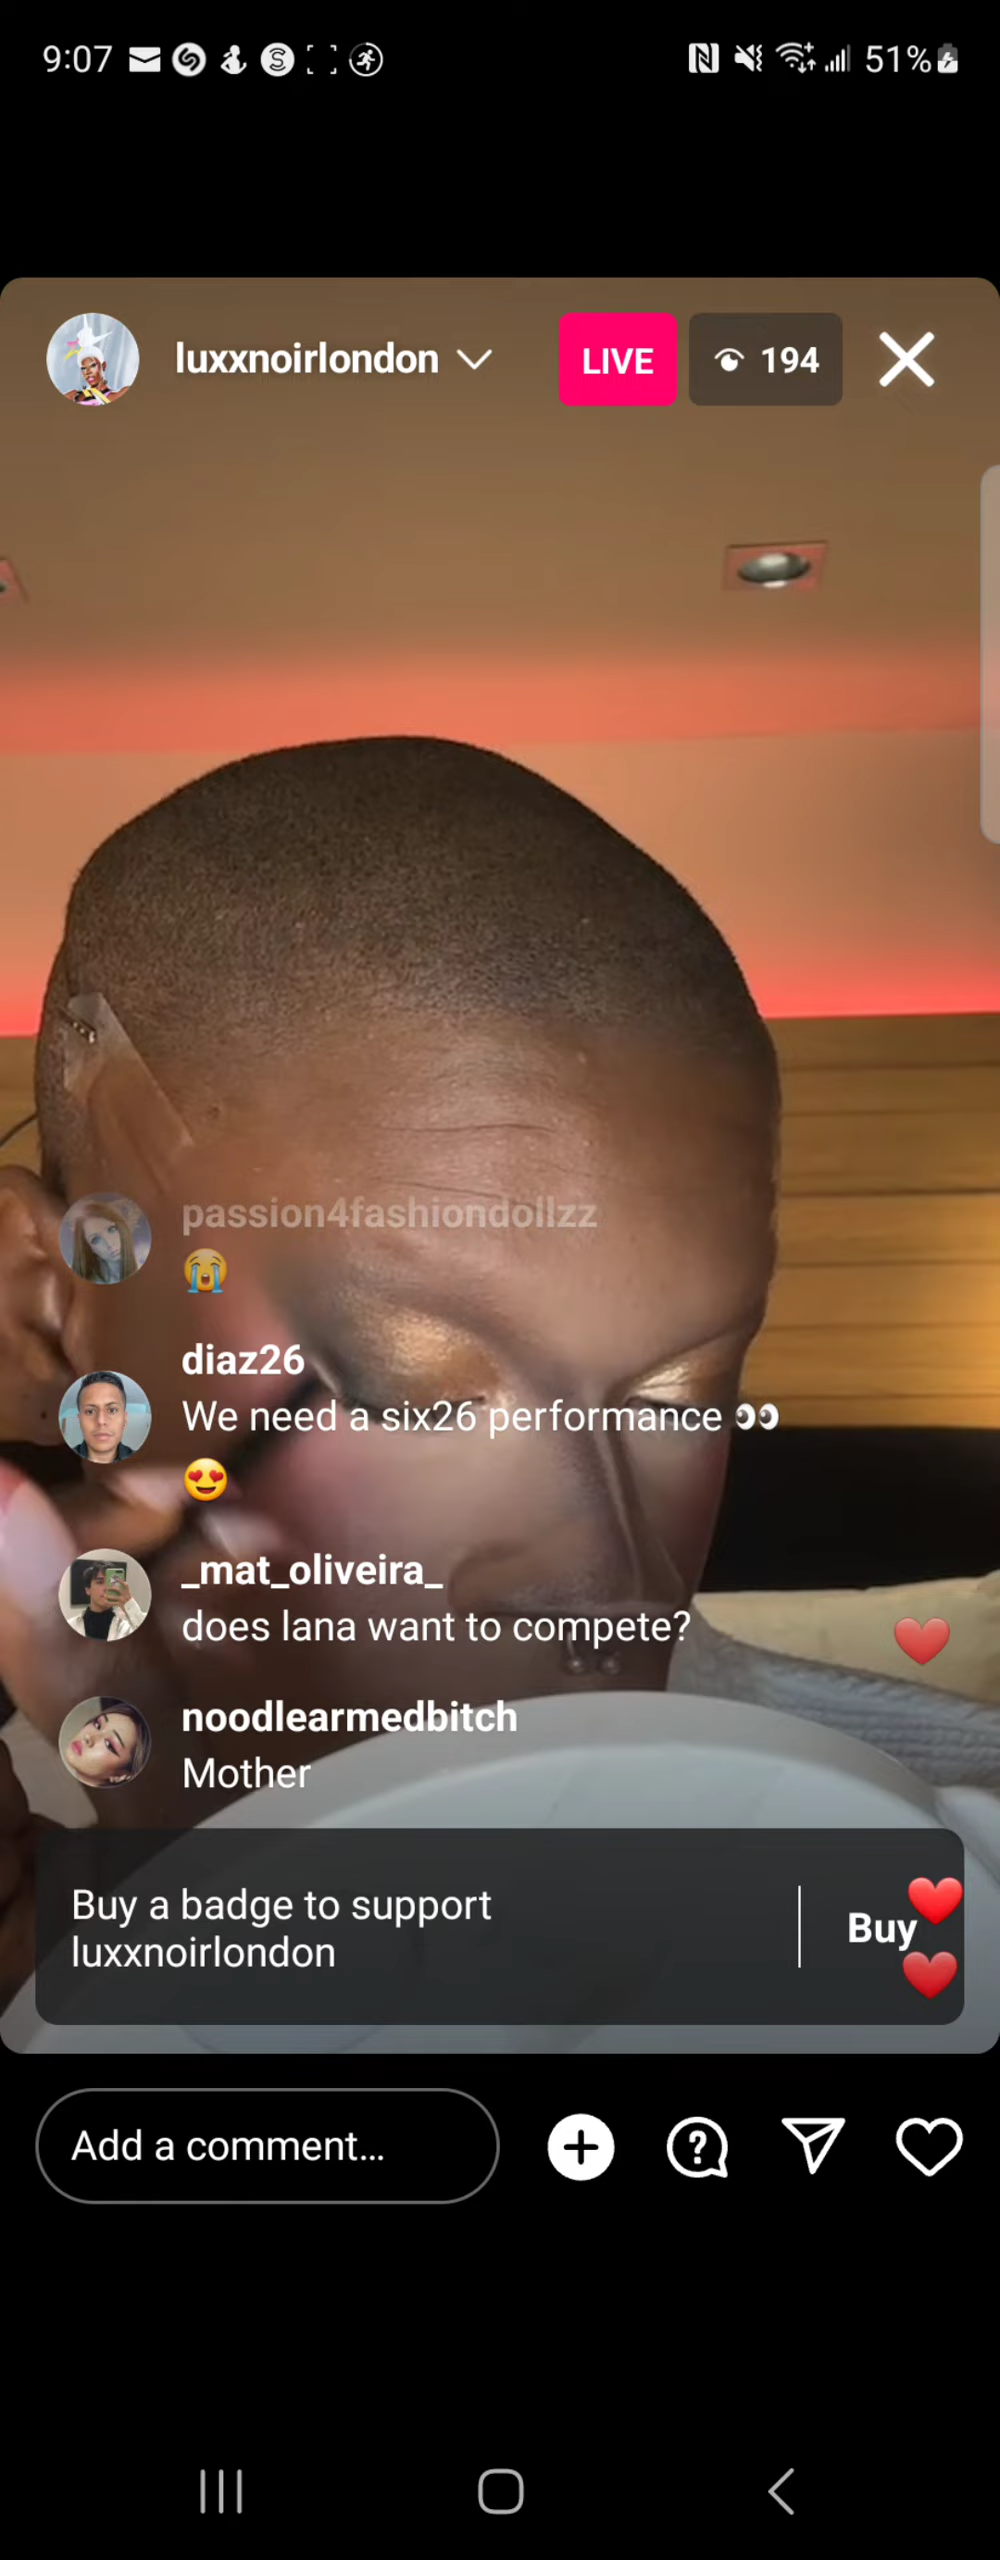 9:07
51%
luxxnoirlondon
LIVE
194
passion4fashiondollzz
😭
diaz26
We need a six26 performance 👀
😍
_mat_oliveira_
does lana want to compete?
noodlearmedbitch
Mother
Buy a badge to support
luxxnoirlondon
Buy
Add a comment...